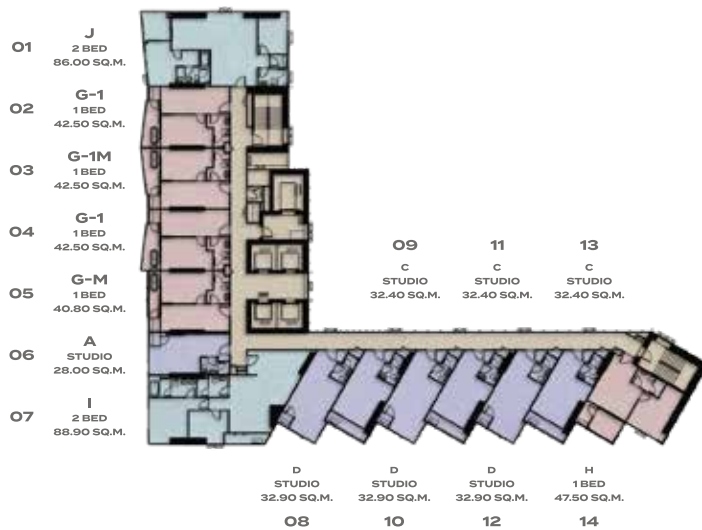 01
J
2 BED
86.00 SQ.M.
02
G-1
1 BED
42.50 SQ.M.
03
G-1M
1 BED
42.50 SQ.M.
04
G-1
1 BED
42.50 SQ.M.
05
G-M
1 BED
40.80 SQ.M.
06
A
STUDIO
28.00 SQ.M.
07
I
2 BED
88.90 SQ.M.
09
C
STUDIO
32.40 SQ.M.
11
C
STUDIO
32.40 SQ.M.
13
C
STUDIO
32.40 SQ.M.
D
STUDIO
32.90 SQ.M.
08
D
STUDIO
32.90 SQ.M.
10
D
STUDIO
32.90 SQ.M.
12
H
1 BED
47.50 SQ.M.
14